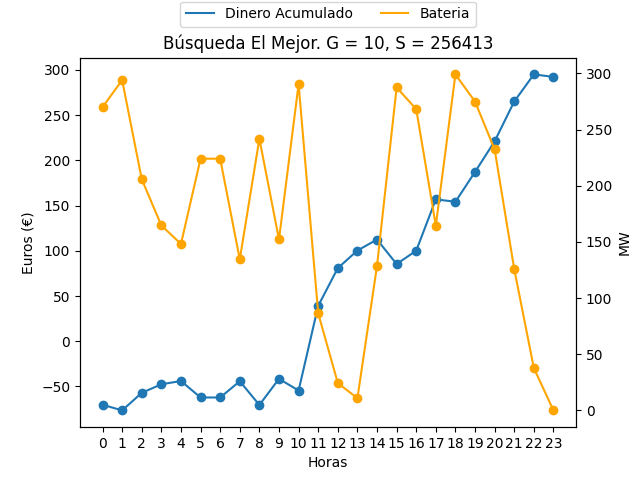 Dinero Acumulado Bateria
Búsqueda El Mejor. G = 10, S = 256413
300
250
200
150
100
50
0
−50
Euros (€)
300
250
200
150
100
50
0
MW
0 1 2 3 4 5 6 7 8 9 10 11 12 13 14 15 16 17 18 19 20 21 22 23
Horas